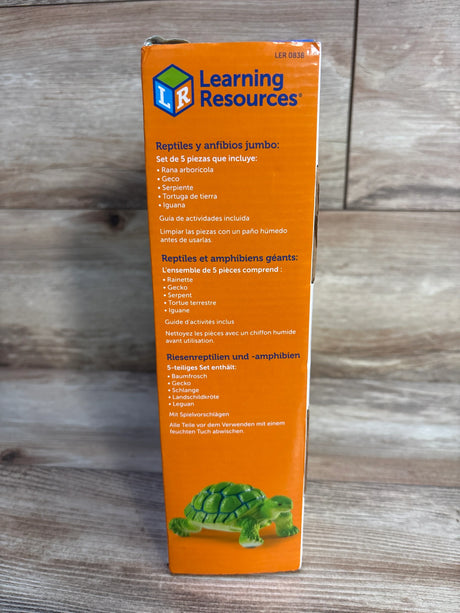 LER 0838
LR
Learning
Resources®
Reptiles y anfibios jumbo:
Set de 5 piezas que incluye:
• Rana arborícola
• Geco
• Serpiente
• Tortuga de tierra
• Iguana
Guía de actividades incluida
Limpiar las piezas con un paño húmedo
antes de usarlas.
Reptiles et amphibiens géants:
L'ensemble de 5 pièces comprend :
• Rainette
• Gecko
• Serpent
• Tortue terrestre
• Iguane
Guide d'activités inclus
Nettoyez les pièces avec un chiffon humide
avant utilisation.
Riesenreptilien und -amphibien
5-teiliges Set enthält:
• Baumfrosch
• Gecko
• Schlange
• Landschildkröte
• Leguan
Mit Spielvorschlägen
Alle Teile vor dem Verwenden mit einem
feuchten Tuch abwischen.